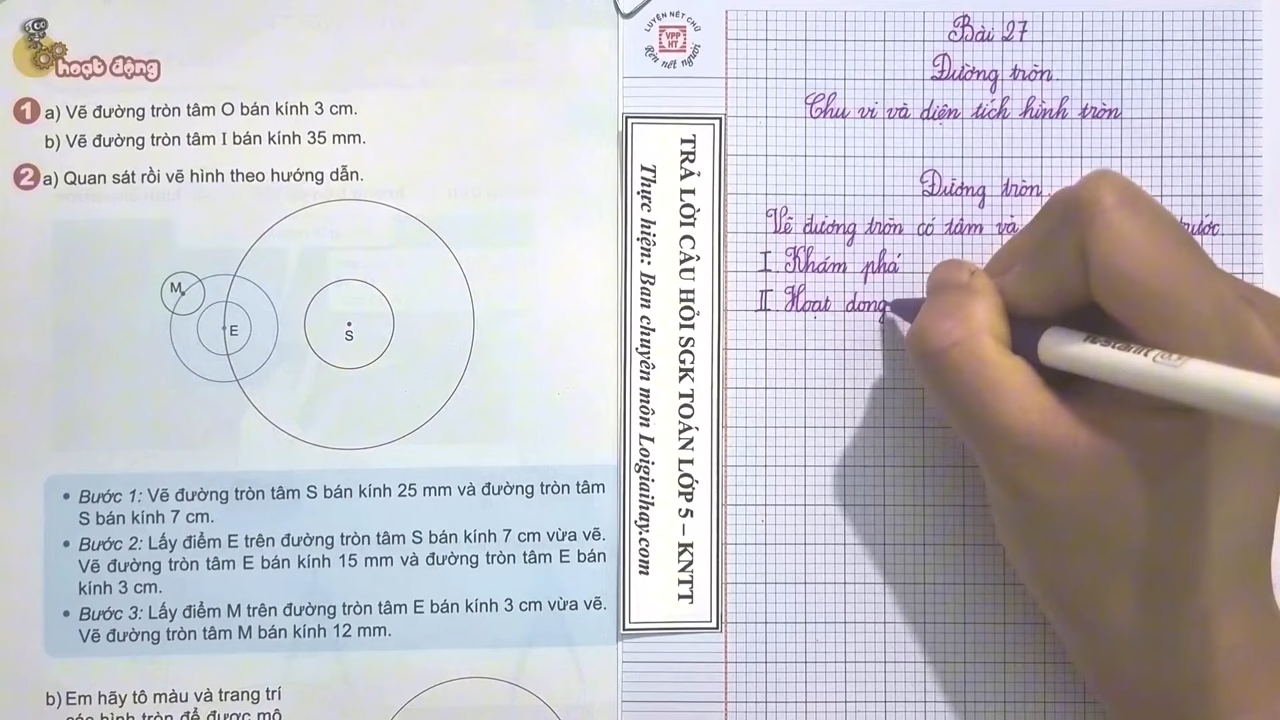 hoạt động
1 a) Vẽ đường tròn tâm O bán kính 3 cm.
b) Vẽ đường tròn tâm I bán kính 35 mm.
2 a) Quan sát rồi vẽ hình theo hướng dẫn.
M
E
S
• Bước 1: Vẽ đường tròn tâm S bán kính 25 mm và đường tròn tâm
S bán kính 7 cm.
• Bước 2: Lấy điểm E trên đường tròn tâm S bán kính 7 cm vừa vẽ.
Vẽ đường tròn tâm E bán kính 15 mm và đường tròn tâm E bán
kính 3 cm.
• Bước 3: Lấy điểm M trên đường tròn tâm E bán kính 3 cm vừa vẽ.
Vẽ đường tròn tâm M bán kính 12 mm.
b) Em hãy tô màu và trang trí
các hình tròn để được mô
LUYỆN NÉT CHỮ
VPP
HT
Rèn nét người
TRẢ LỜI CÂU HỎI SGK TOÁN LỚP 5 – KNTT
Thực hiện: Ban chuyên môn Loigiaihay.com
Bài 27
Đường tròn.
Chu vi và diện tích hình tròn
Đường tròn.
Vẽ đường tròn có tâm và
I Khám phá
II Hoạt dong